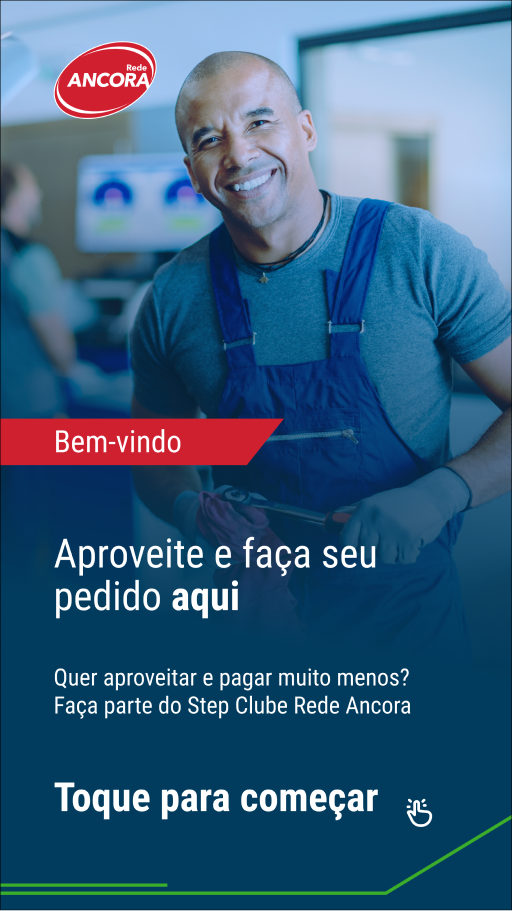 Rede
ANCORA
Bem-vindo
Aproveite e faça seu
pedido aqui
Quer aproveitar e pagar muito menos?
Faça parte do Step Clube Rede Ancora
Toque para começar